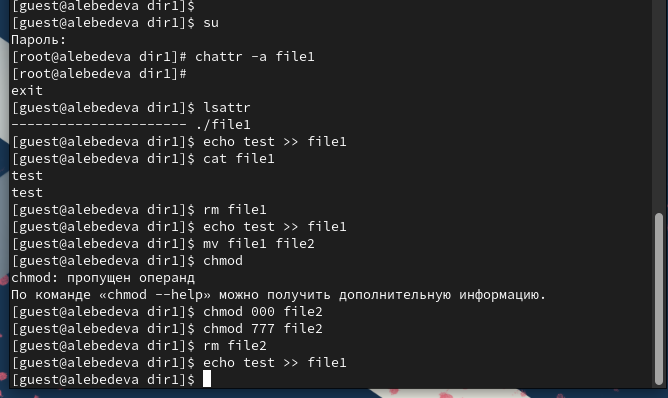 [guest@alebedeva dir1]$
[guest@alebedeva dir1]$ su
Пароль:
[root@alebedeva dir1]# chattr -a file1
[root@alebedeva dir1]#
exit
[guest@alebedeva dir1]$ lsattr
---------------------- ./file1
[guest@alebedeva dir1]$ echo test >> file1
[guest@alebedeva dir1]$ cat file1
test
test
[guest@alebedeva dir1]$ rm file1
[guest@alebedeva dir1]$ echo test >> file1
[guest@alebedeva dir1]$ mv file1 file2
[guest@alebedeva dir1]$ chmod
chmod: пропущен операнд
По команде «chmod --help» можно получить дополнительную информацию.
[guest@alebedeva dir1]$ chmod 000 file2
[guest@alebedeva dir1]$ chmod 777 file2
[guest@alebedeva dir1]$ rm file2
[guest@alebedeva dir1]$ echo test >> file1
[guest@alebedeva dir1]$